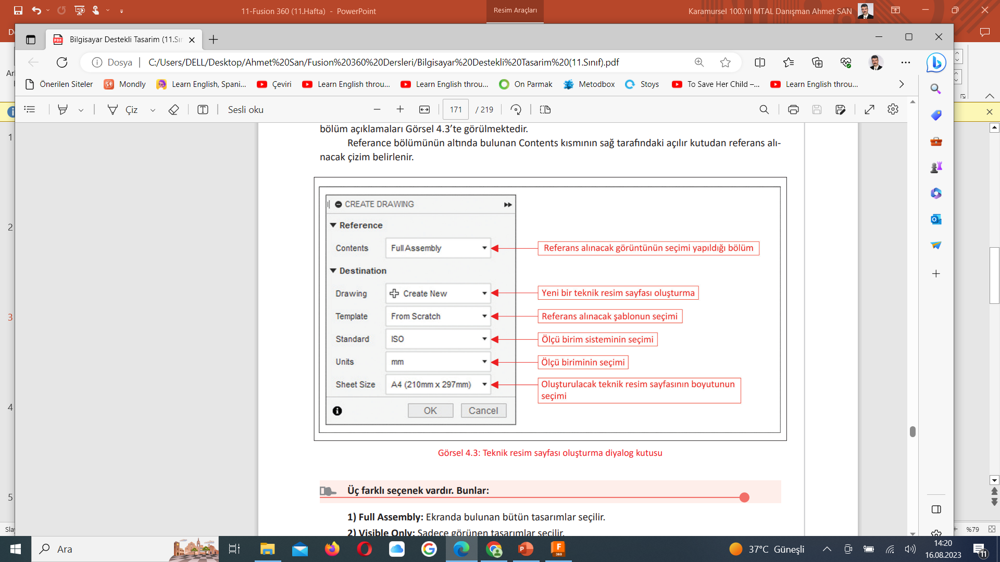 11-Fusion 360 (11.Hafta) - PowerPoint
Resim Araçları
Karamursel 100.Yıl MTAL Danışman Ahmet SAN
Bilgisayar Destekli Tasarim (11.Sır
Dosya
C:/Users/DELL/Desktop/Ahmet%20San/Fusion%20360%20Dersleri/Bilgisayar%20Destekli%20Tasarim%20(11.Sınıf).pdf
Önerilen Siteler
Mondly
Learn English, Spani...
Çeviri
Learn English throu...
Learn English throu...
On Parmak
Metodbox
Stoys
To Save Her Child –...
Learn English throu...
Çiz
Sesli oku
171 / 219
bölüm açıklamaları Görsel 4.3’te görülmektedir.
Referance bölümünün altında bulunan Contents kısmının sağ tarafındaki açılır kutudan referans alı-
nacak çizim belirlenir.
CREATE DRAWING
Reference
Contents Full Assembly
Referans alınacak görüntünün seçimi yapıldığı bölüm
Destination
Drawing Create New
Yeni bir teknik resim sayfası oluşturma
Template From Scratch
Referans alınacak şablonun seçimi
Standard ISO
Ölçü birim sisteminin seçimi
Units mm
Ölçü biriminin seçimi
Sheet Size A4 (210mm x 297mm)
Oluşturulacak teknik resim sayfasının boyutunun
seçimi
OK Cancel
Görsel 4.3: Teknik resim sayfası oluşturma diyalog kutusu
Üç farklı seçenek vardır. Bunlar:
1) Full Assembly: Ekranda bulunan bütün tasarımlar seçilir.
2) Visible Only: Sadece görünen tasarımlar seçilir.
1
2
3
4
5
%79
Ara
37°C Güneşli
14:20
16.08.2023
11